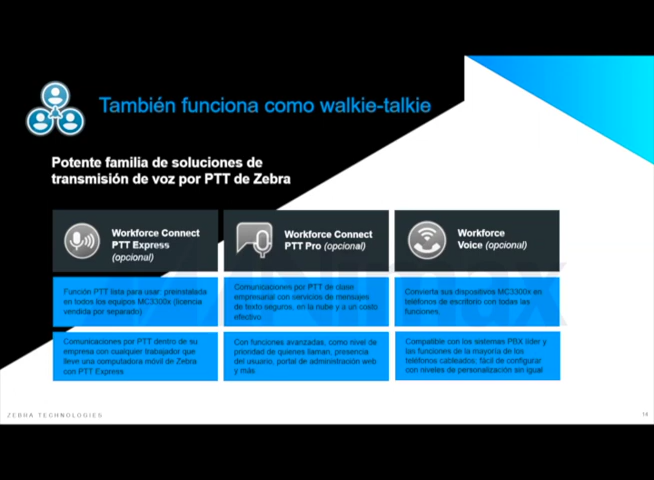 También funciona como walkie-talkie
Potente familia de soluciones de
transmisión de voz por PTT de Zebra
Workforce Connect
PTT Express
(opcional)
Workforce Connect
PTT Pro (opcional)
Workforce
Voice (opcional)
Función PTT lista para usar: preinstalada
en todos los equipos MC3300x (licencia
vendida por separado)
Comunicaciones por PTT de clase
empresarial con servicios de mensajes
de texto seguros, en la nube y a un costo
efectivo
Convierta sus dispositivos MC3300x en
teléfonos de escritorio con todas las
funciones.
Comunicaciones por PTT dentro de su
empresa con cualquier trabajador que
lleve una computadora móvil de Zebra
con PTT Express
Con funciones avanzadas, como nivel de
prioridad de quienes llaman, presencia
del usuario, portal de administración web
y más.
Compatible con los sistemas PBX líder y
las funciones de la mayoría de los
teléfonos cableados; fácil de configurar
con niveles de personalización sin igual
ZEBRA TECHNOLOGIES